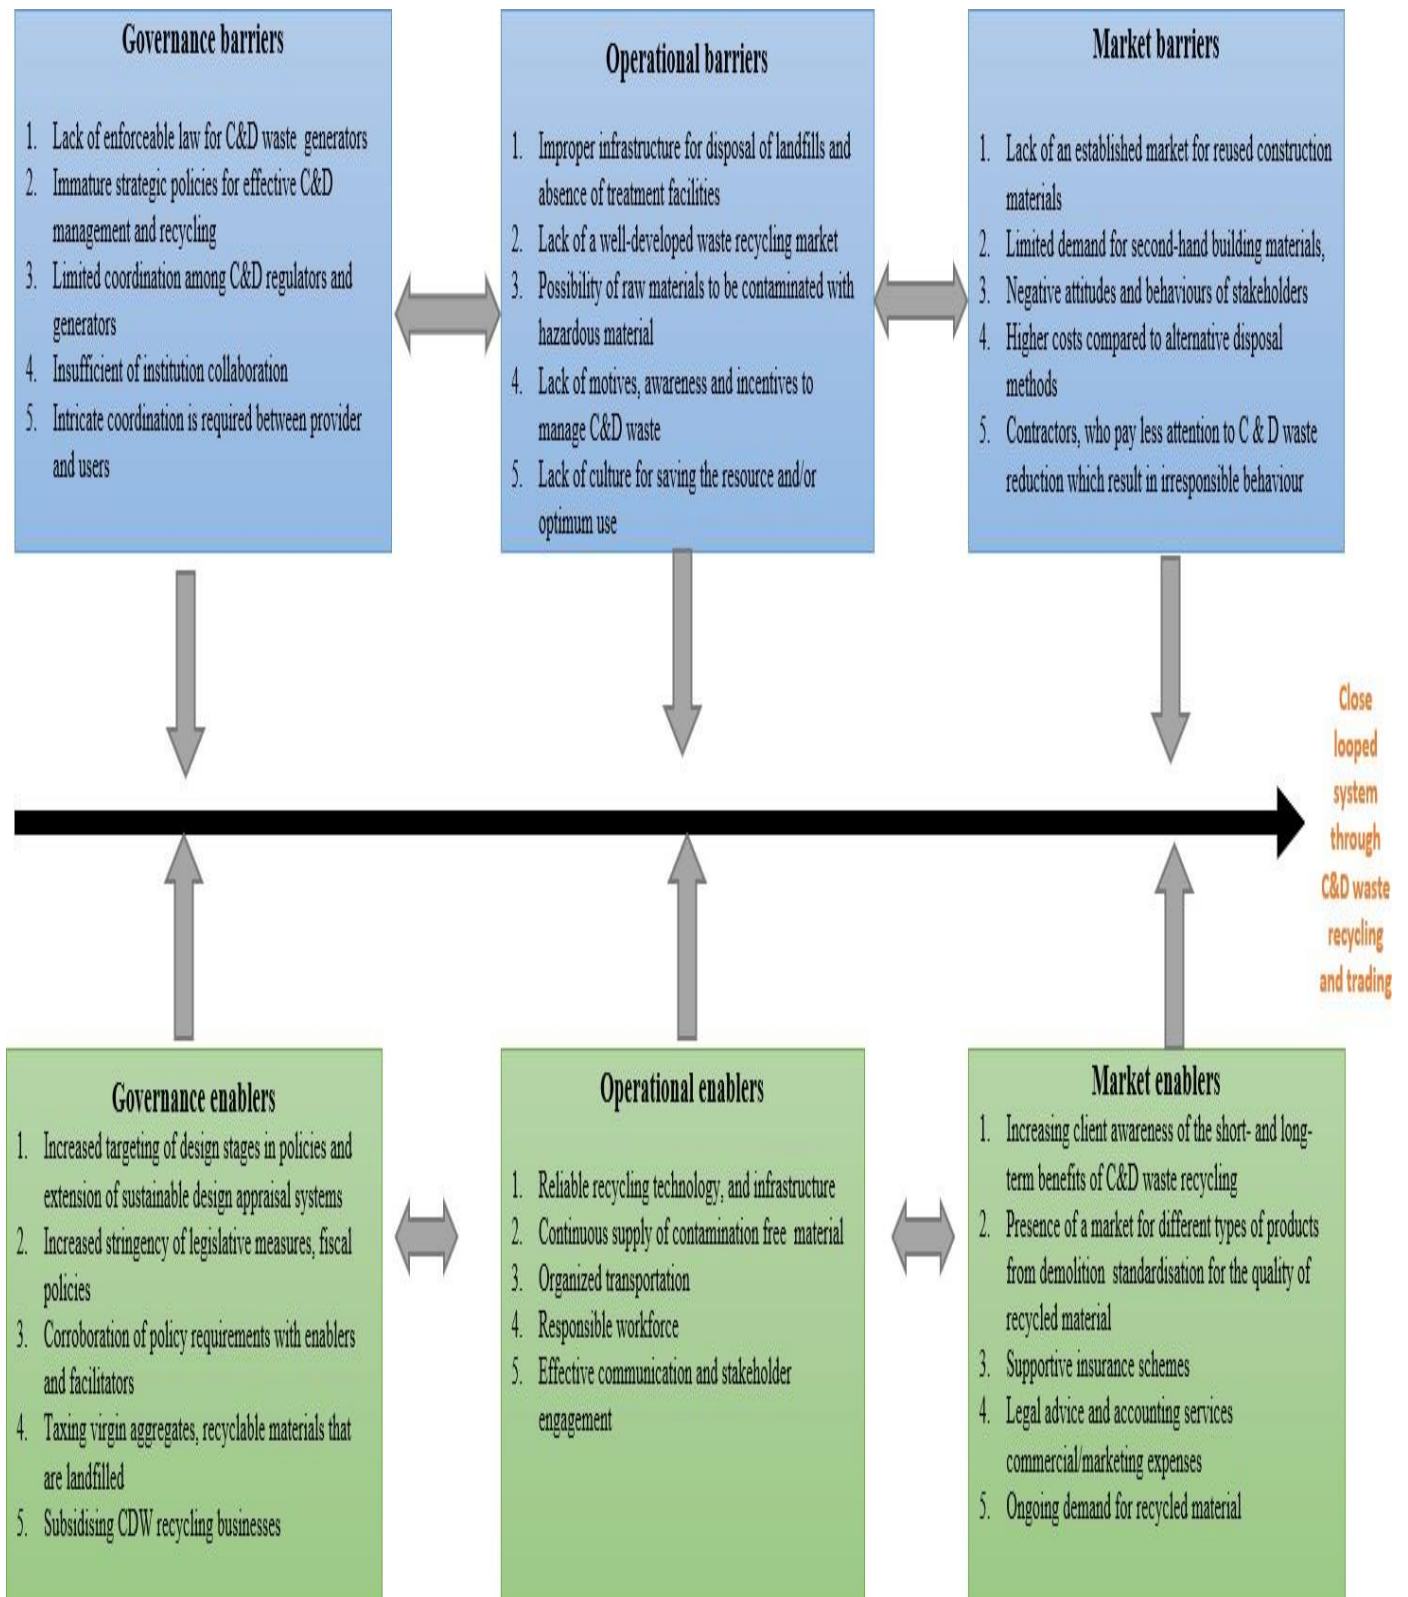 Governance barriers
1. Lack of enforceable law for C&D waste generators
2. Immature strategic policies for effective C&D
management and recycling
3. Limited coordination among C&D regulators and
generators
4. Insufficient of institution collaboration
5. Intricate coordination is required between provider
and users
Operational barriers
1. Improper infrastructure for disposal of landfills and
absence of treatment facilities
2. Lack of a well-developed waste recycling market
3. Possibility of raw materials to be contaminated with
hazardous material
4. Lack of motives, awareness and incentives to
manage C&D waste
5. Lack of culture for saving the resource and/or
optimum use
Market barriers
1. Lack of an established market for reused construction
materials
2. Limited demand for second-hand building materials,
3. Negative attitudes and behaviours of stakeholders
4. Higher costs compared to alternative disposal
methods
5. Contractors, who pay less attention to C & D waste
reduction which result in irresponsible behaviour
Close
looped
system
through
C&D waste
recycling
and trading
Governance enablers
1. Increased targeting of design stages in policies and
extension of sustainable design appraisal systems
2. Increased stringency of legislative measures, fiscal
policies
3. Corroboration of policy requirements with enablers
and facilitators
4. Taxing virgin aggregates, recyclable materials that
are landfilled
5. Subsidising CDW recycling businesses
Operational enablers
1. Reliable recycling technology, and infrastructure
2. Continuous supply of contamination free material
3. Organized transportation
4. Responsible workforce
5. Effective communication and stakeholder
engagement
Market enablers
1. Increasing client awareness of the short- and long-
term benefits of C&D waste recycling
2. Presence of a market for different types of products
from demolition standardisation for the quality of
recycled material
3. Supportive insurance schemes
4. Legal advice and accounting services
commercial/marketing expenses
5. Ongoing demand for recycled material